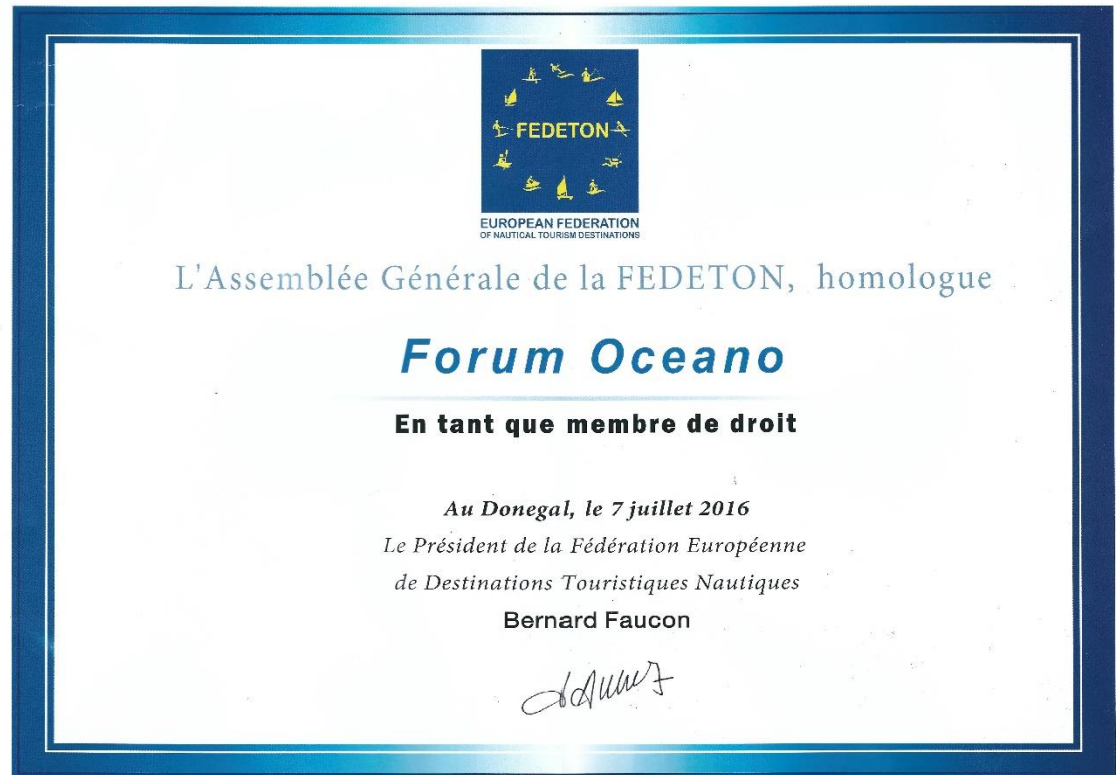 FEDETON
EUROPEAN FEDERATION
OF NAUTICAL TOURISM DESTINATIONS
L'Assemblée Générale de la FEDETON, homologue
Forum Oceano
En tant que membre de droit
Au Donegal, le 7 juillet 2016
Le Président de la Fédération Européenne
de Destinations Touristiques Nautiques
Bernard Faucon